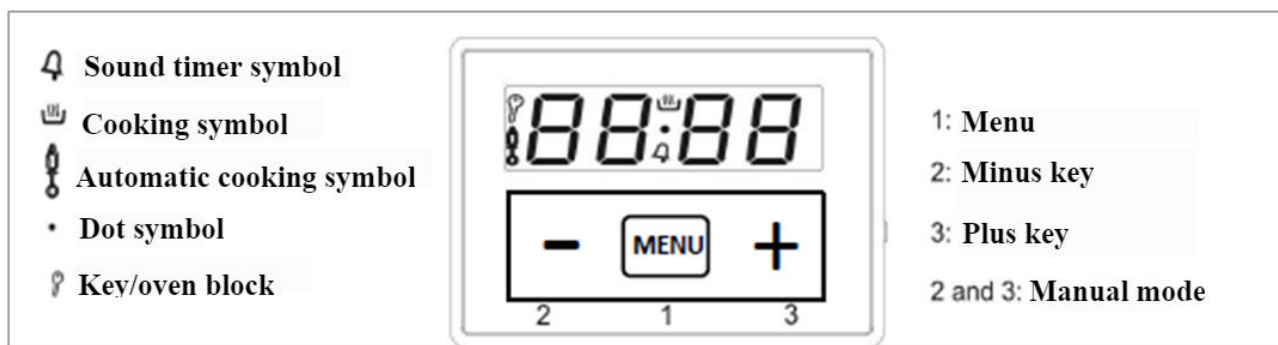 Sound timer symbol
Cooking symbol
Automatic cooking symbol
Dot symbol
Key/oven block
88:88
- MENU +
2 1 3
1: Menu
2: Minus key
3: Plus key
2 and 3: Manual mode